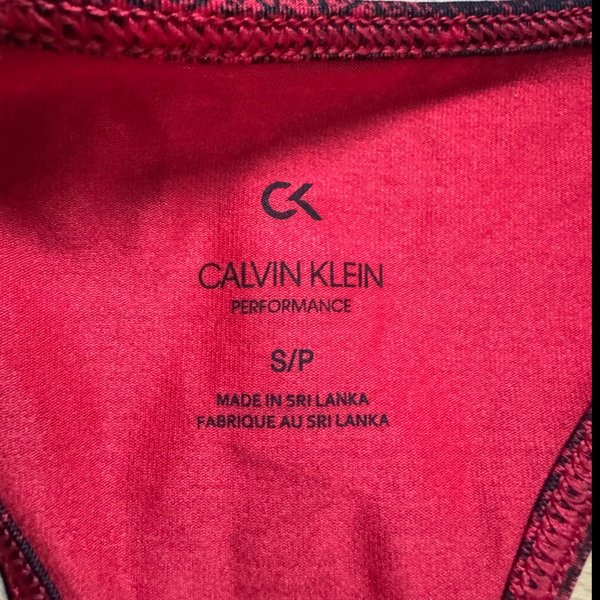 CK
CALVIN KLEIN
PERFORMANCE
S/P
MADE IN SRI LANKA
FABRIQUE AU SRI LANKA